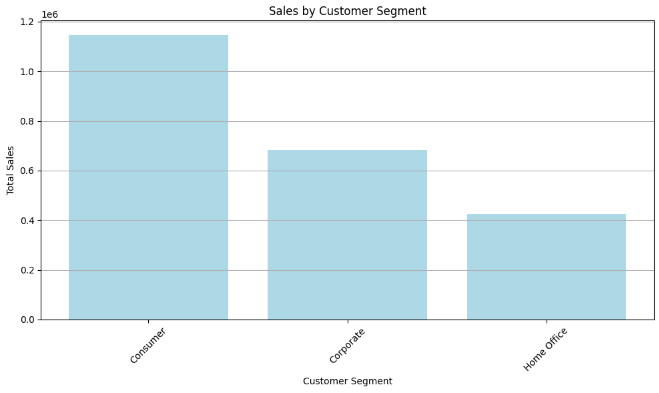 Sales by Customer Segment
1e6
1.2
1.0
0.8
0.6
0.4
0.2
0.0
Total Sales
Consumer
Corporate
Home Office
Customer Segment